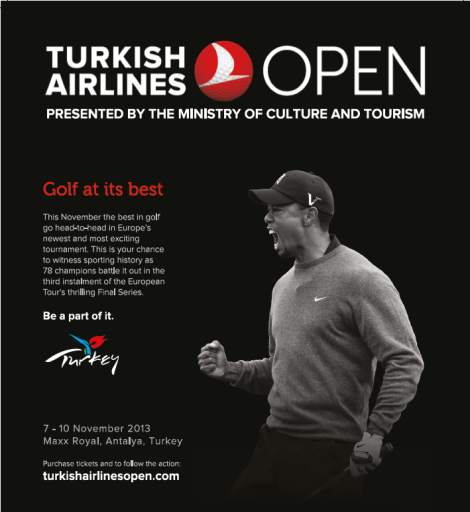 TURKISH
AIRLINES
OPEN
PRESENTED BY THE MINISTRY OF CULTURE AND TOURISM
Golf at its best
This November the best in golf
go head-to-head in Europe's
newest and most exciting
tournament. This is your chance
to witness sporting history as
78 champions battle it out in the
third instalment of the European
Tour's thrilling Final Series.
Be a part of it.
Turkey
7 - 10 November 2013
Maxx Royal, Antalya, Turkey
Purchase tickets and to follow the action:
turkishairlinesopen.com